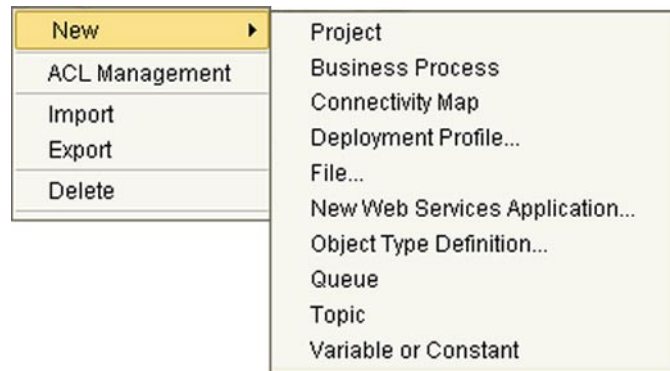 New
ACL Management
Import
Export
Delete
Project
Business Process
Connectivity Map
Deployment Profile...
File...
New Web Services Application...
Object Type Definition...
Queue
Topic
Variable or Constant